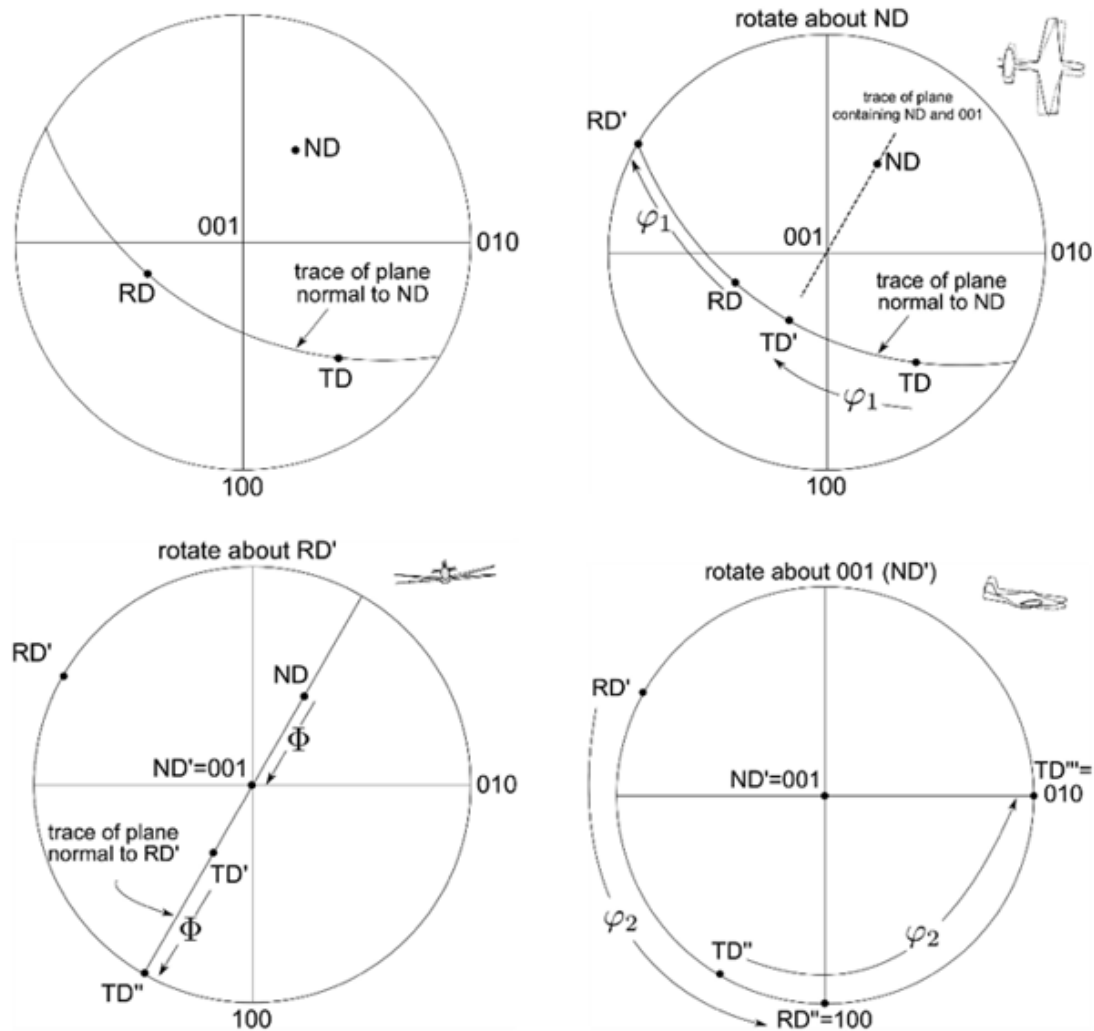 ND
001
010
RD
trace of plane
normal to ND
TD
100
rotate about ND
trace of plane
containing ND and 001
RD'
ND
φ1
001
010
RD
trace of plane
normal to ND
TD'
TD
φ1
100
rotate about RD'
RD'
ND
Φ
ND'=001
010
trace of plane
normal to RD'
TD'
Φ
TD"
100
rotate about 001 (ND')
RD'
ND'=001
TD"'=
010
φ2
φ2
TD"
RD"=100